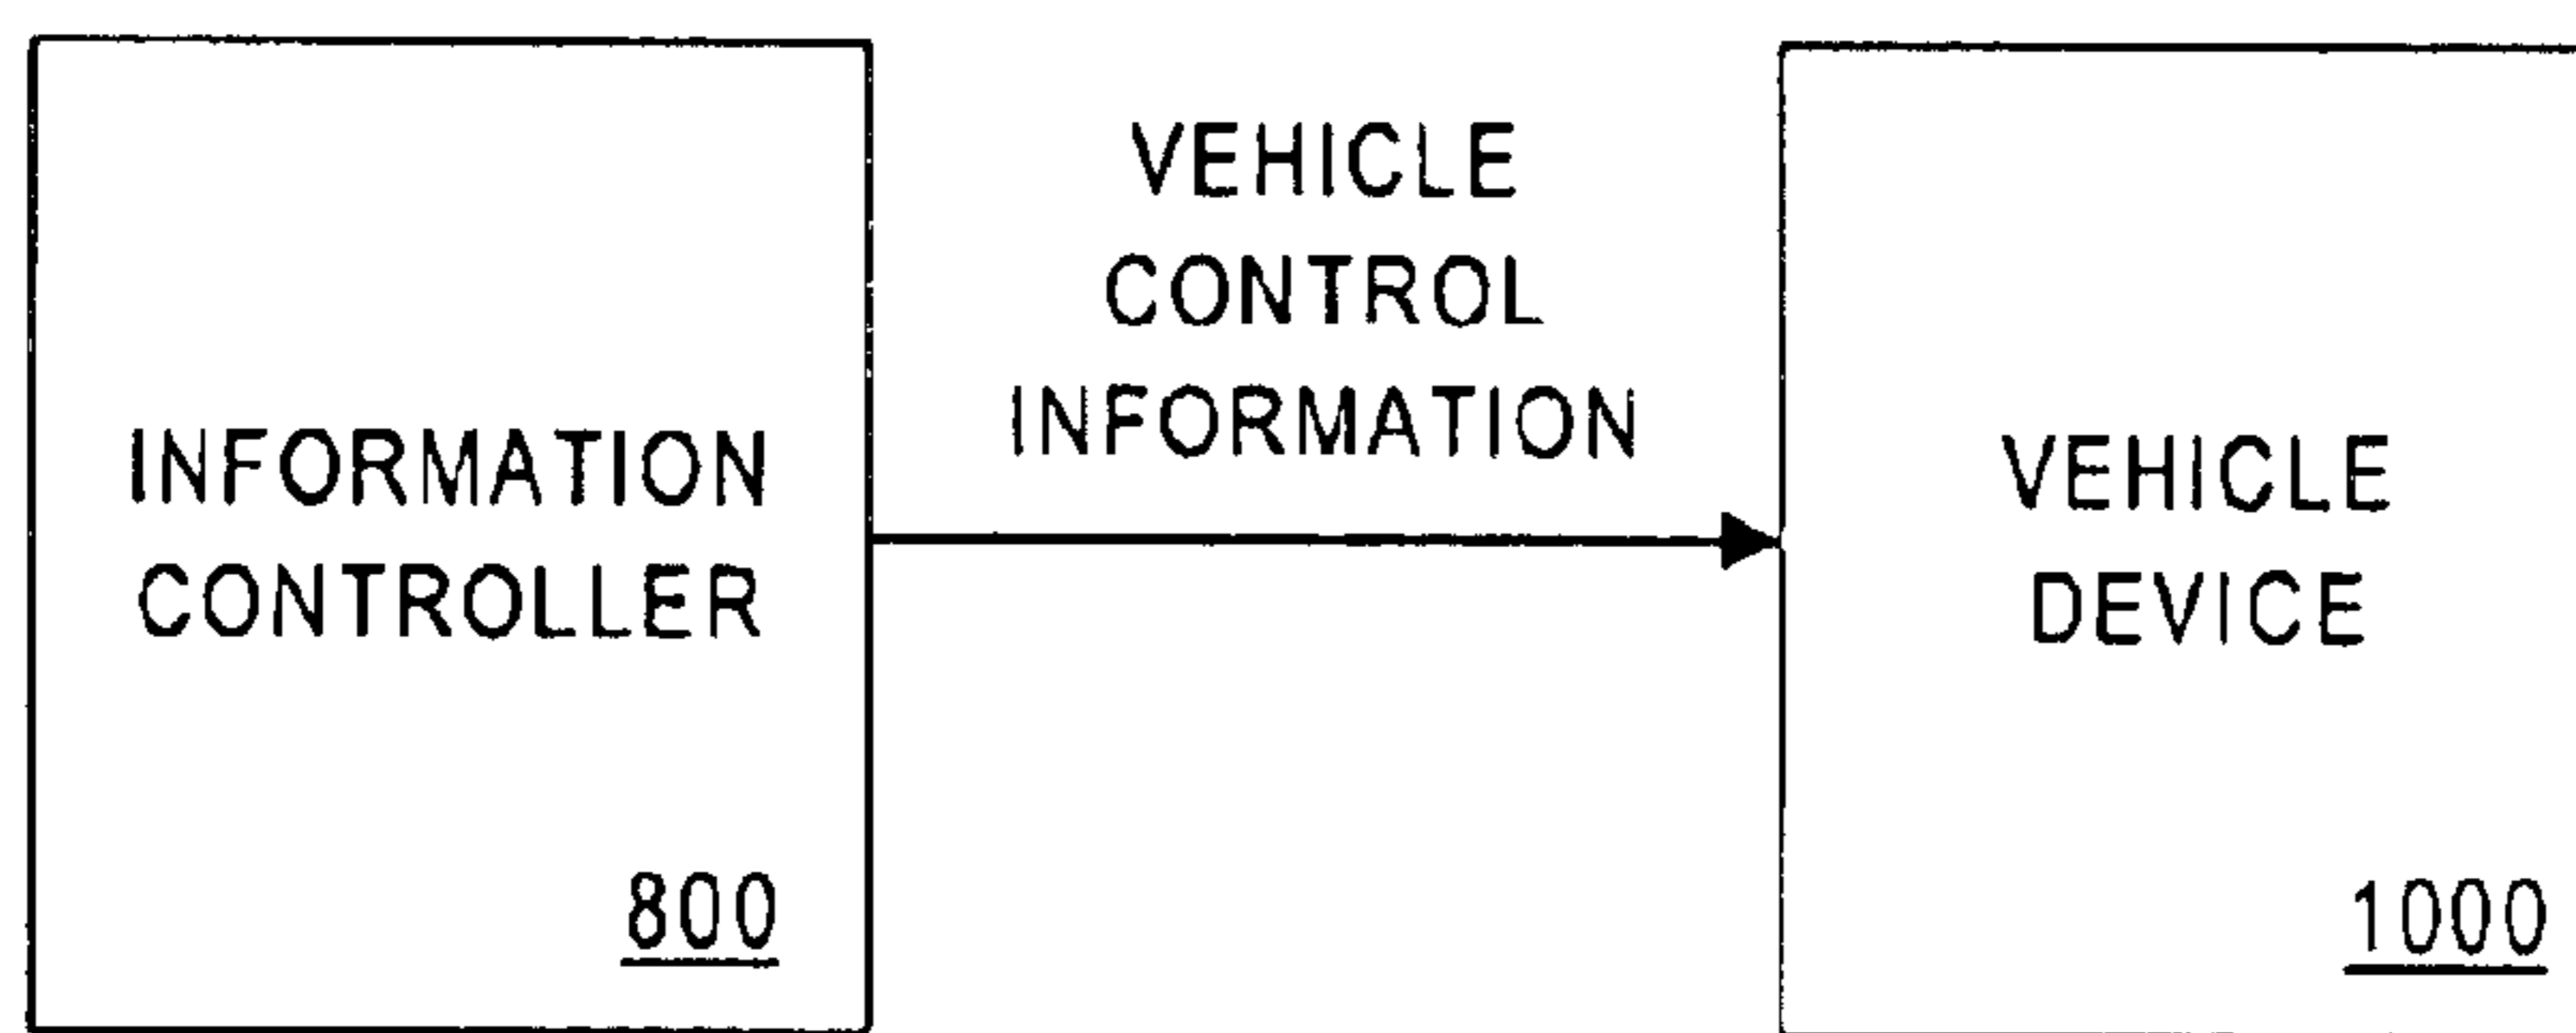 INFORMATION
CONTROLLER
800
VEHICLE
CONTROL
INFORMATION
VEHICLE
DEVICE
1000